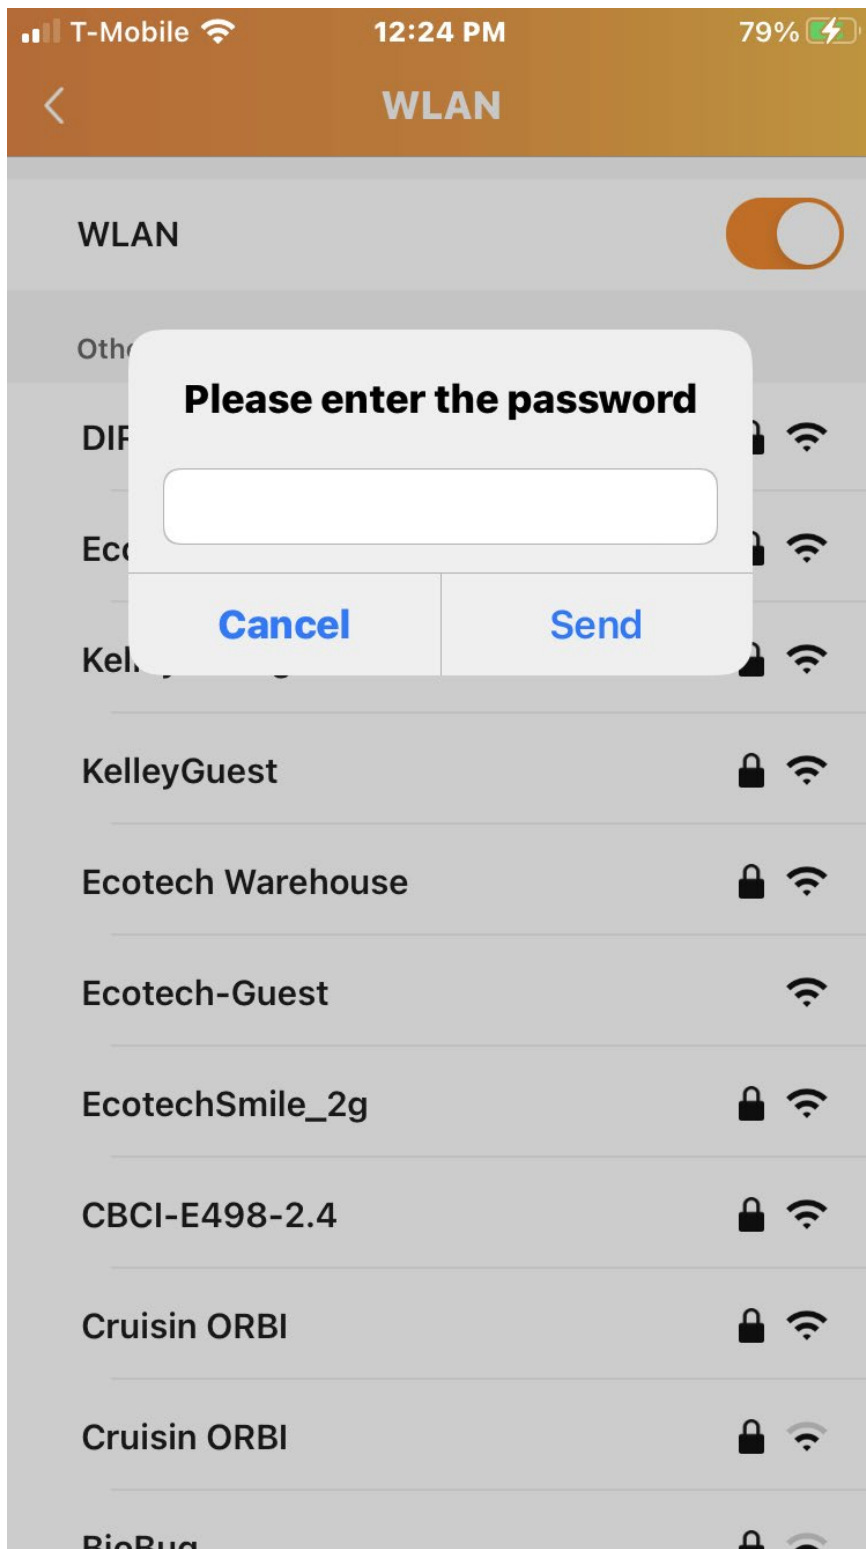 T-Mobile 12:24 PM 79%
WLAN
WLAN
Please enter the password
Cancel Send
KelleyGuest
Ecotech Warehouse
Ecotech-Guest
EcotechSmile_2g
CBCI-E498-2.4
Cruisin ORBI
Cruisin ORBI
BioBug